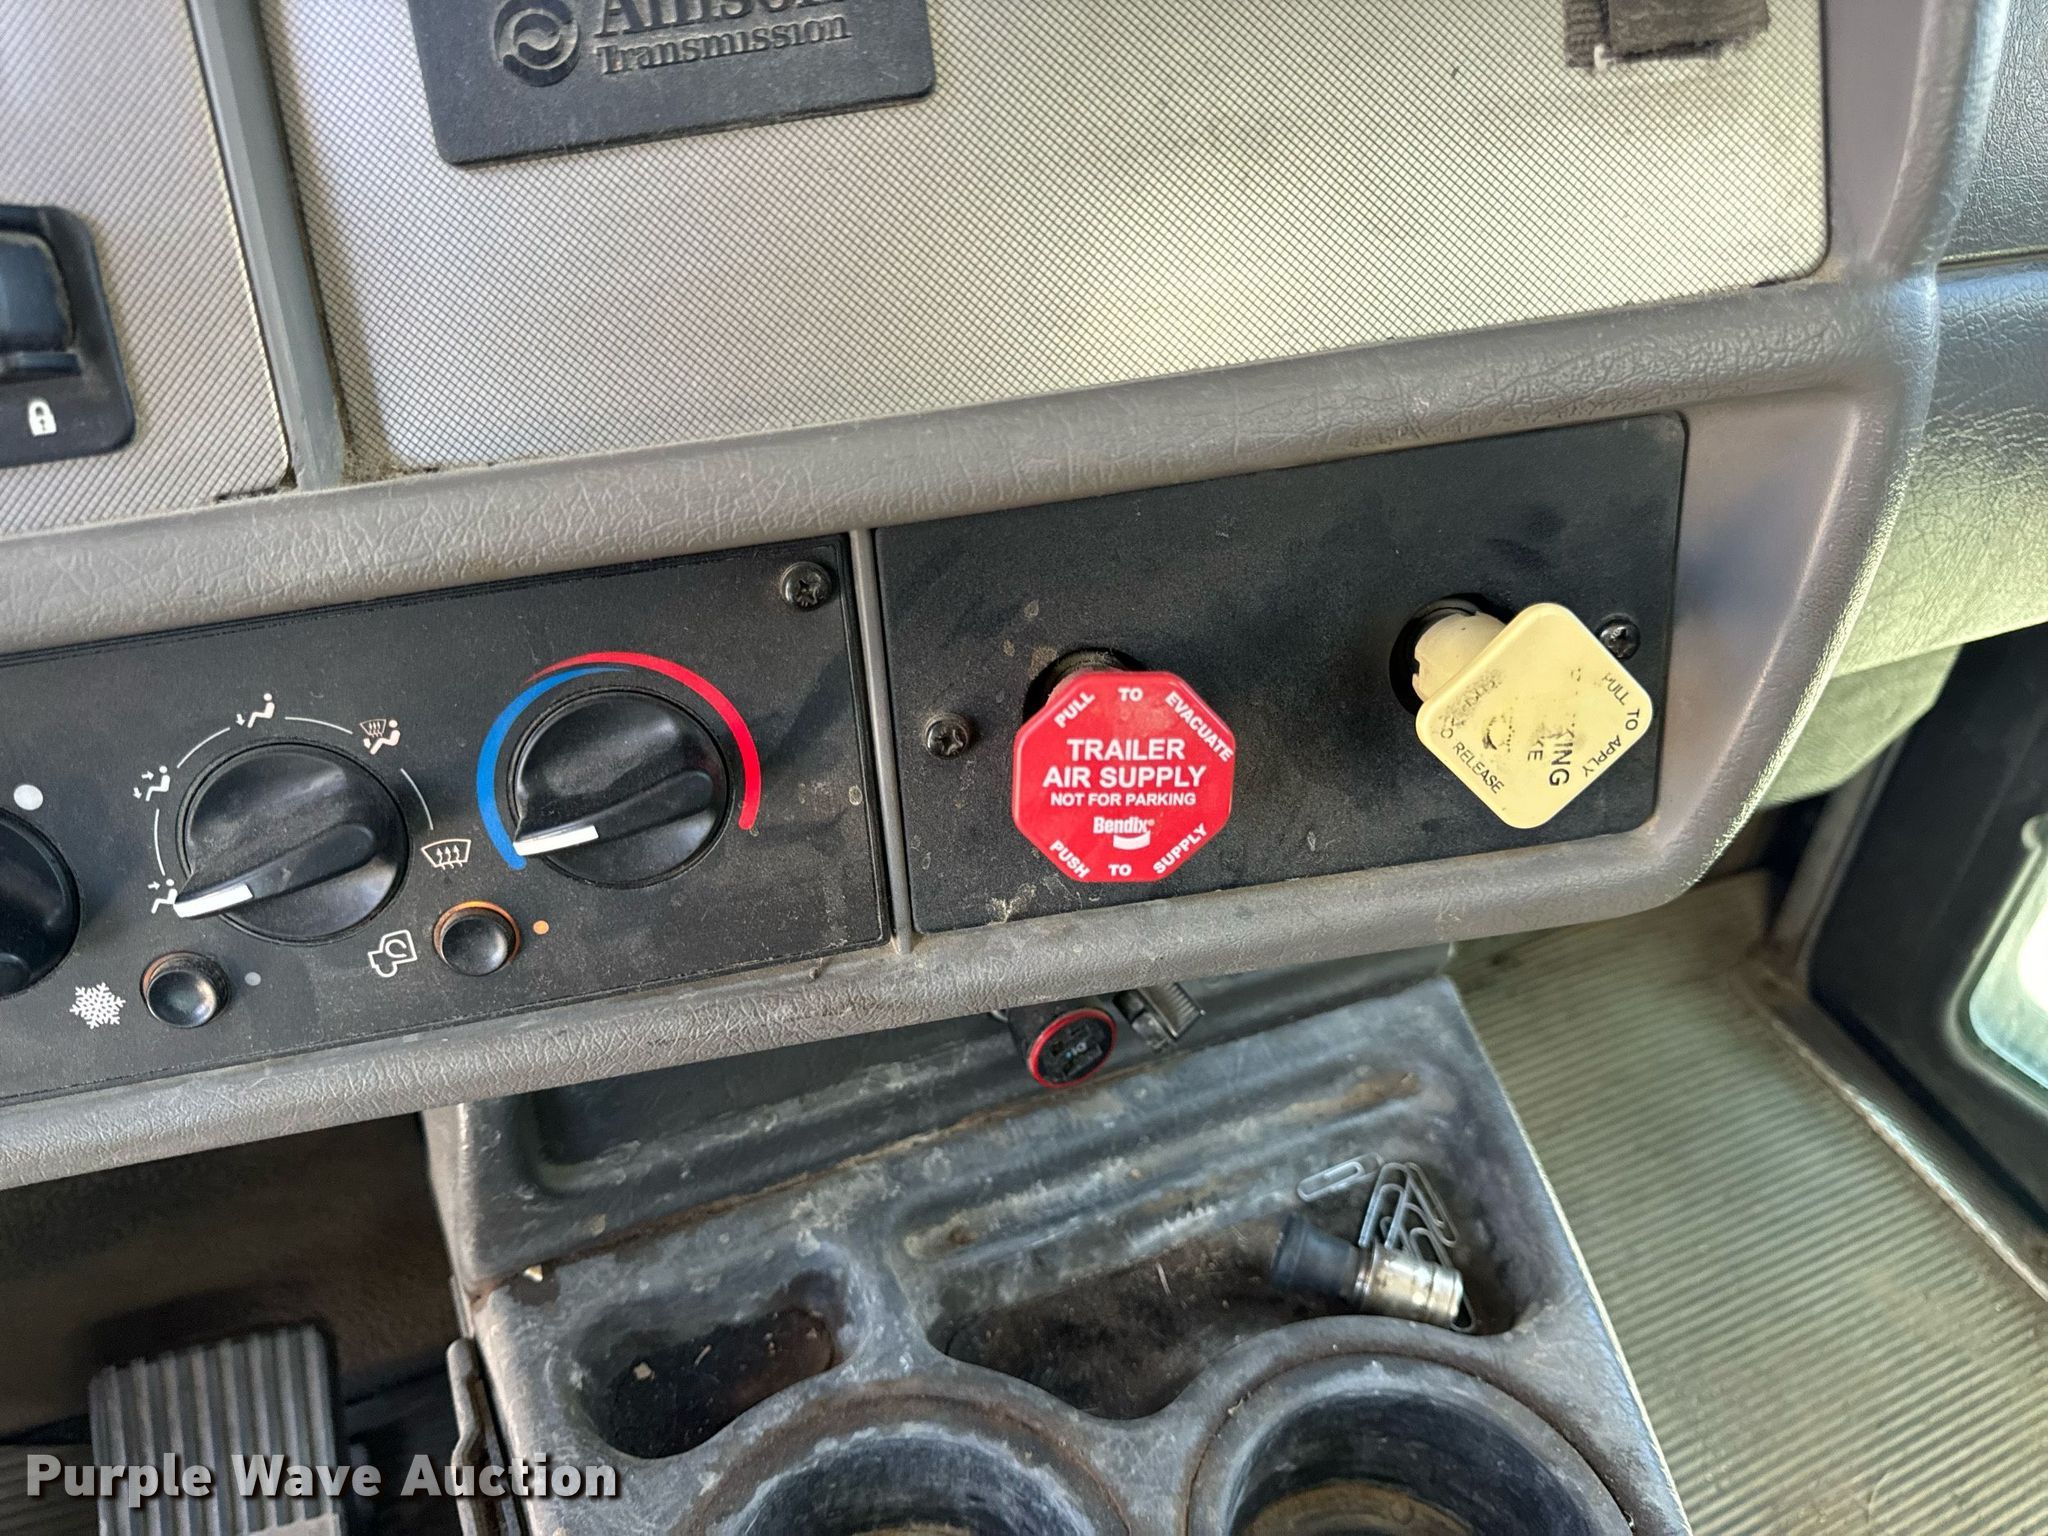 Transmission
PULL TO EVACUATE
TRAILER
AIR SUPPLY
NOT FOR PARKING
Bendix®
PUSH TO SUPPLY
PULL TO APPLY
RELEASE
Purple Wave Auction